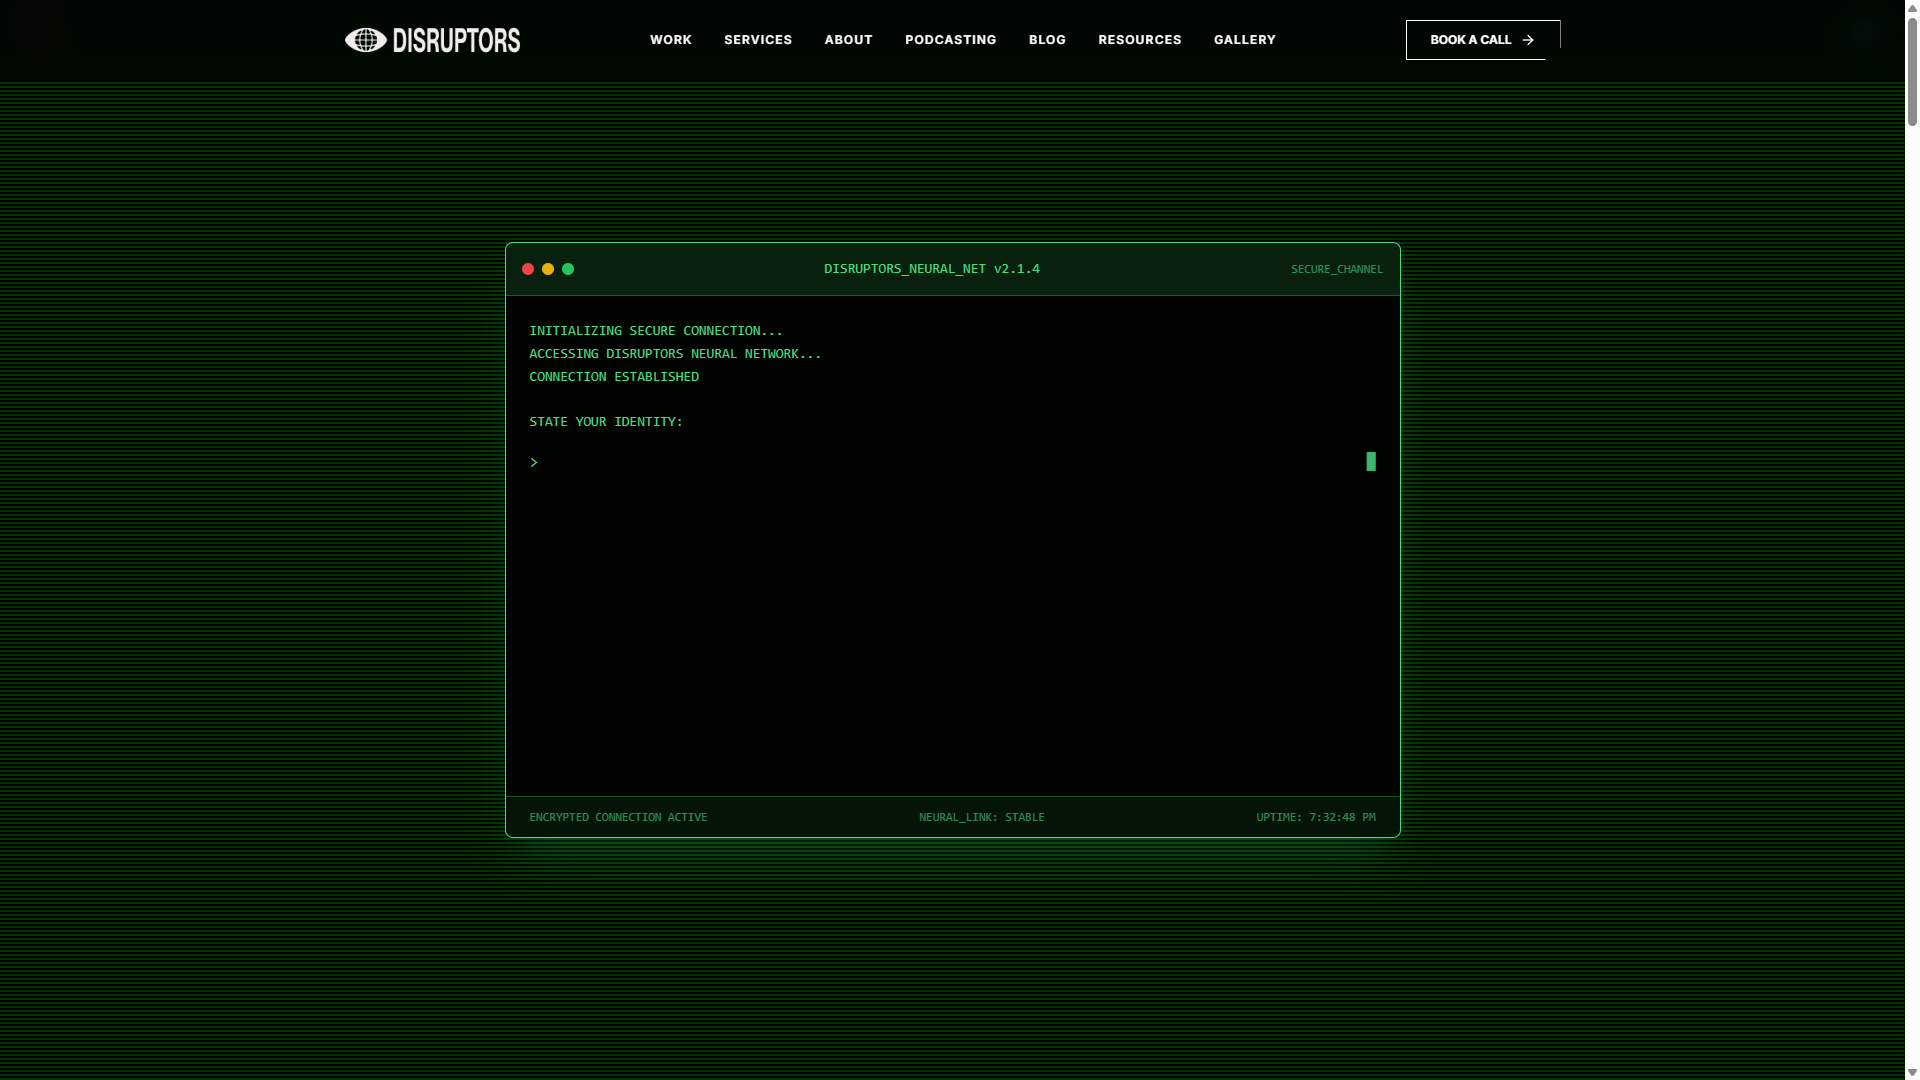 DISRUPTORS
WORK
SERVICES
ABOUT
PODCASTING
BLOG
RESOURCES
GALLERY
BOOK A CALL →
DISRUPTORS_NEURAL_NET v2.1.4
SECURE_CHANNEL
INITIALIZING SECURE CONNECTION...
ACCESSING DISRUPTORS NEURAL NETWORK...
CONNECTION ESTABLISHED
STATE YOUR IDENTITY:
>
ENCRYPTED CONNECTION ACTIVE
NEURAL_LINK: STABLE
UPTIME: 7:32:48 PM